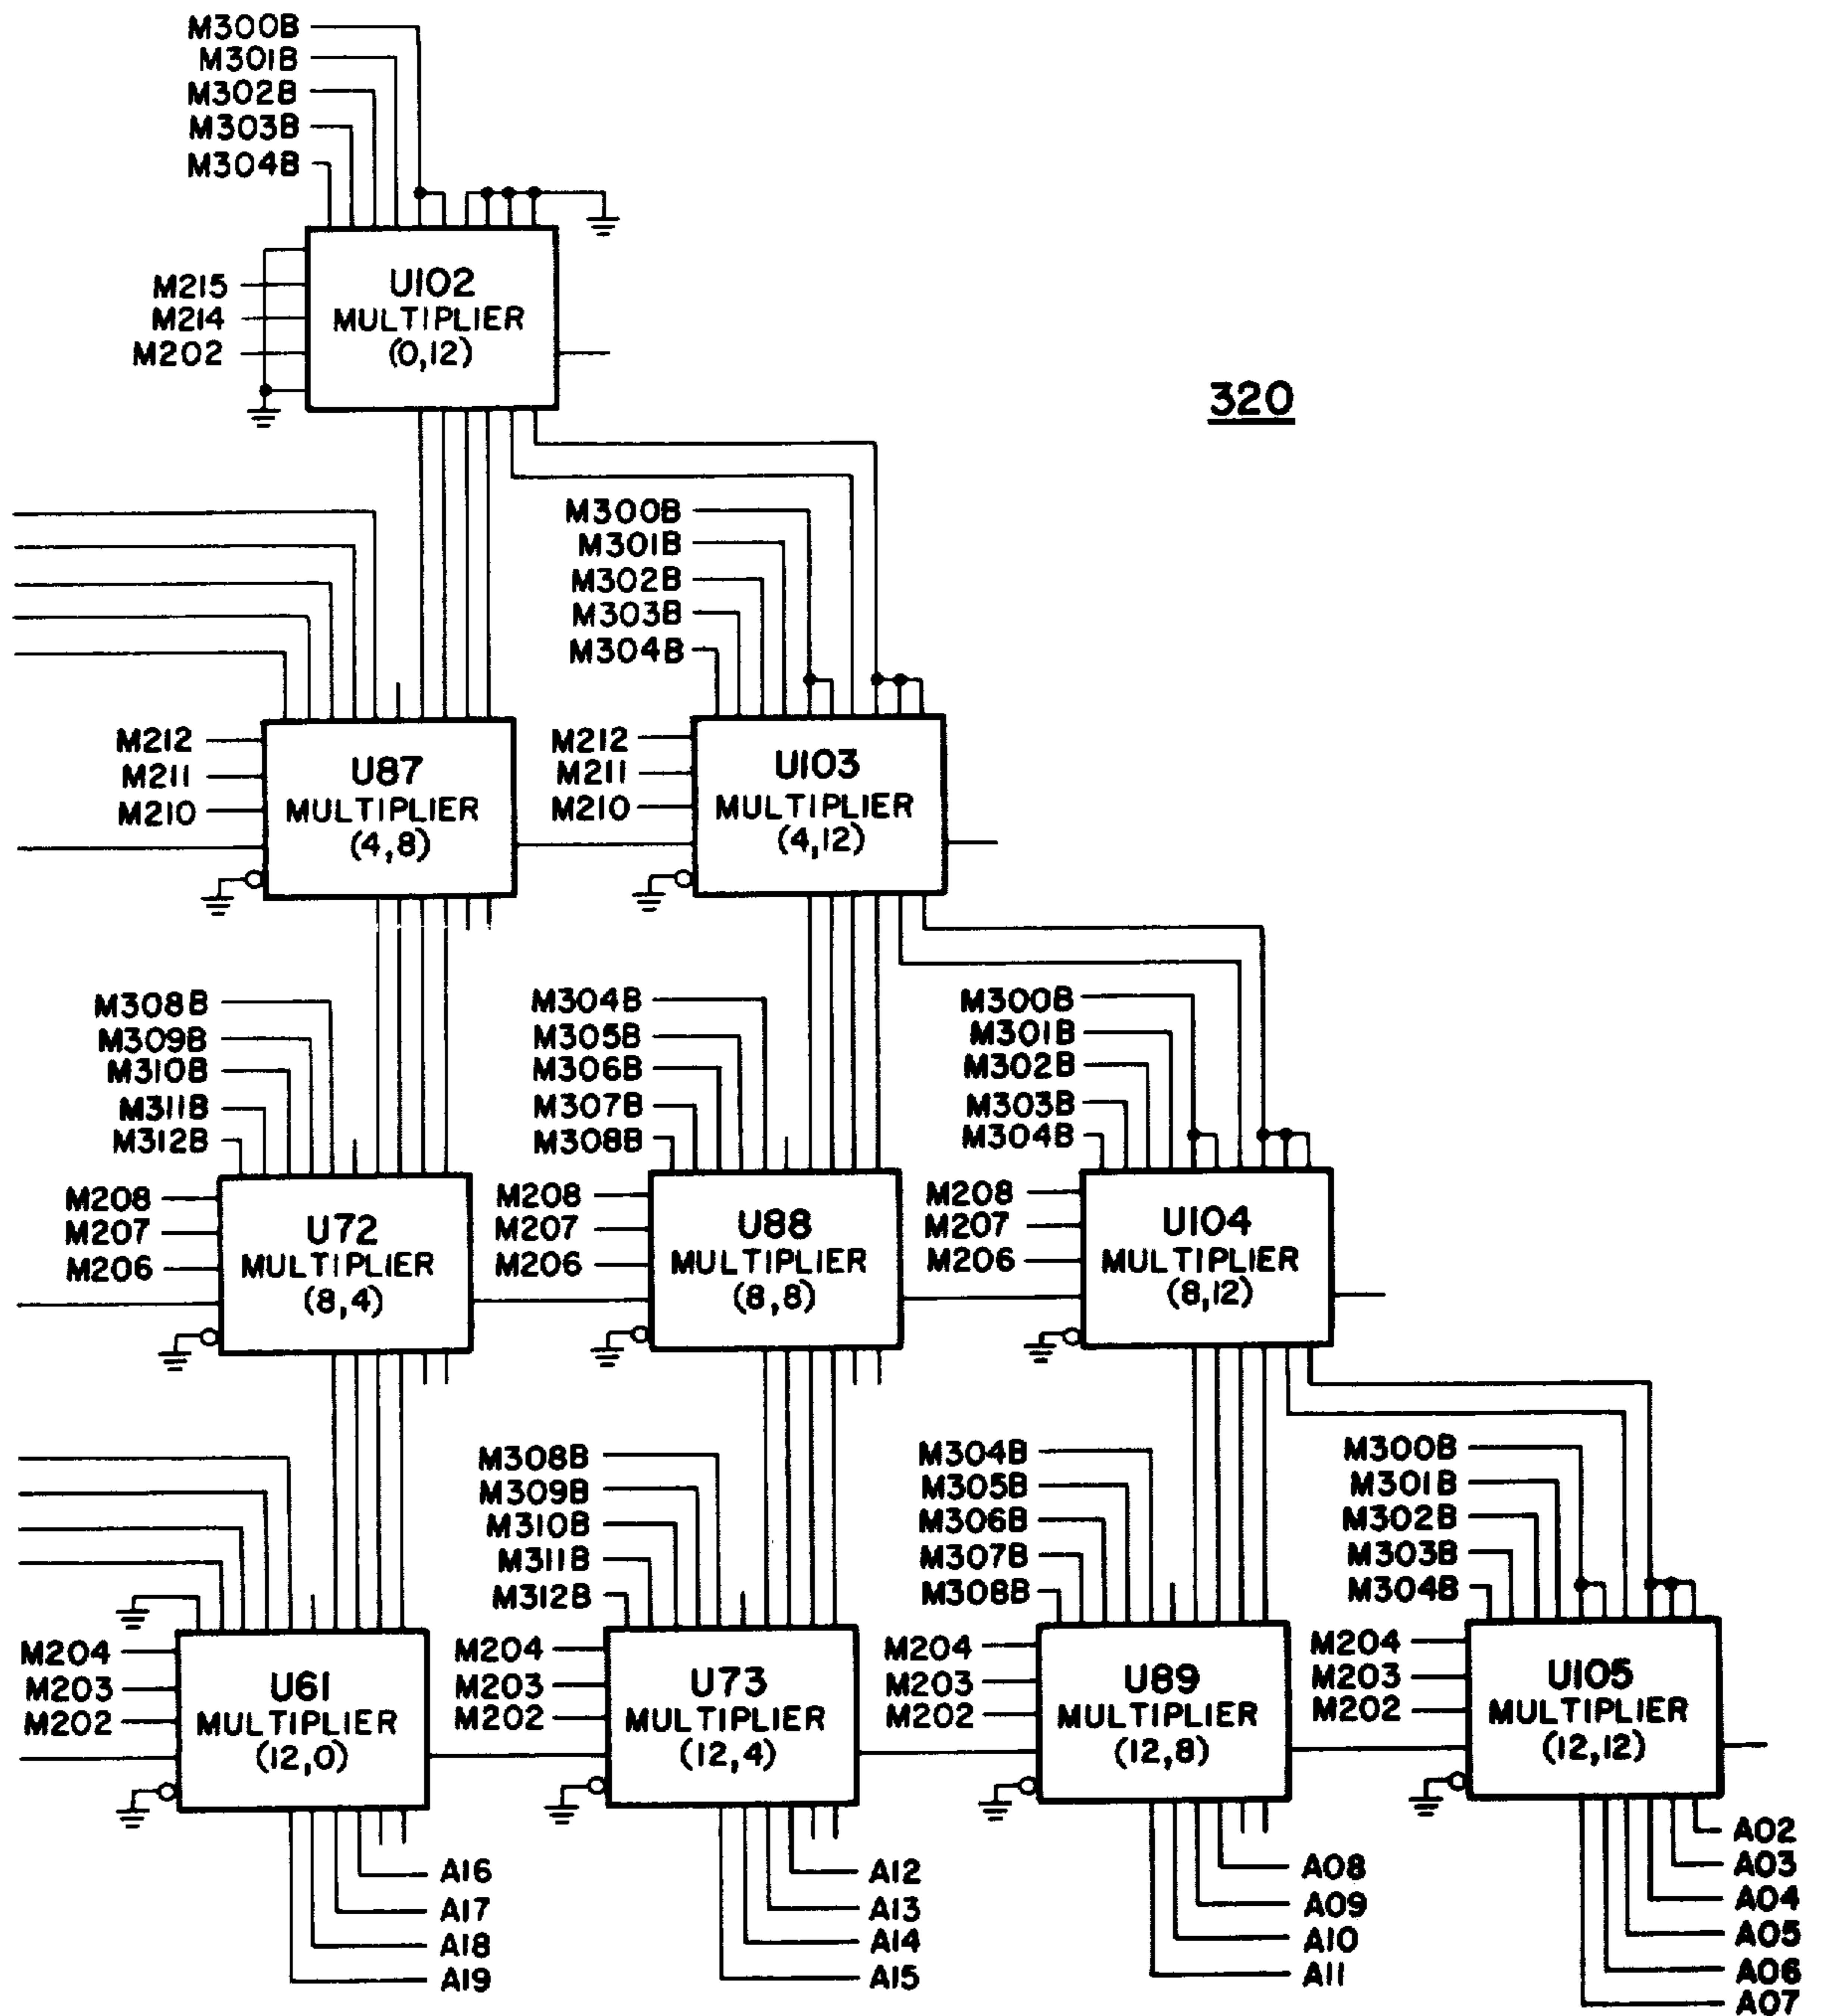 M300B
M301B
M302B
M303B
M304B
M215
M214
M202
U102
MULTIPLIER
(0,12)
320
M300B
M301B
M302B
M303B
M304B
M212
M211
M210
U87
MULTIPLIER
(4,8)
M212
M211
M210
U103
MULTIPLIER
(4,12)
M308B
M309B
M310B
M311B
M312B
M304B
M305B
M306B
M307B
M308B
M300B
M301B
M302B
M303B
M304B
M208
M207
M206
U72
MULTIPLIER
(8,4)
M208
M207
M206
U88
MULTIPLIER
(8,8)
M208
M207
M206
U104
MULTIPLIER
(8,12)
M308B
M309B
M310B
M311B
M312B
M304B
M305B
M306B
M307B
M308B
M300B
M301B
M302B
M303B
M304B
M204
M203
M202
U61
MULTIPLIER
(12,0)
M204
M203
M202
U73
MULTIPLIER
(12,4)
M204
M203
M202
U89
MULTIPLIER
(12,8)
M204
M203
M202
U105
MULTIPLIER
(12,12)
A16
A17
A18
A19
A12
A13
A14
A15
A08
A09
A10
A11
A02
A03
A04
A05
A06
A07